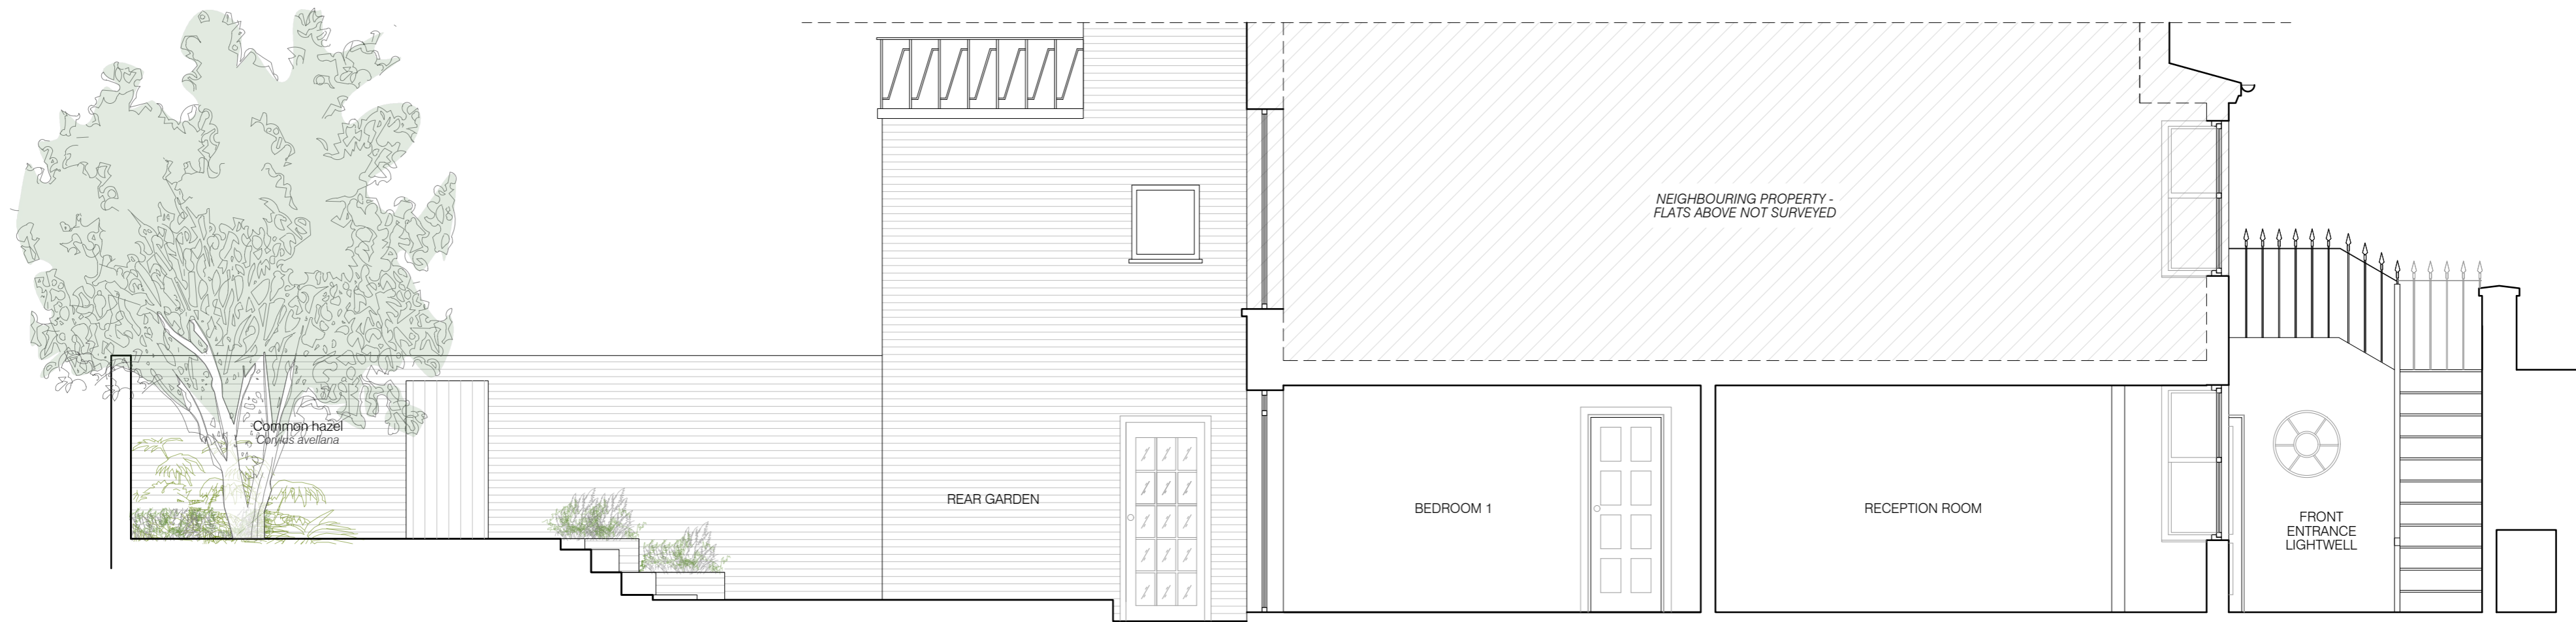 NEIGHBOURING PROPERTY -
FLATS ABOVE NOT SURVEYED
Common hazel
Corylus avellana
REAR GARDEN
BEDROOM 1
RECEPTION ROOM
FRONT
ENTRANCE
LIGHTWELL